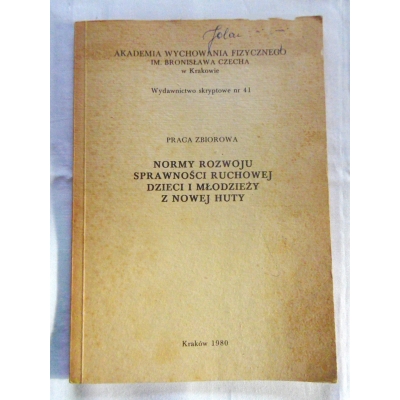 AKADEMIA WYCHOWANIA FIZYCZNEGO
IM. BRONISŁAWA CZECHA
w Krakowie
Wydawnictwo skryptowe nr 41
PRACA ZBIOROWA
NORMY ROZWOJU
SPRAWNOŚCI RUCHOWEJ
DZIECI I MŁODZIEŻY
Z NOWEJ HUTY
Kraków 1980